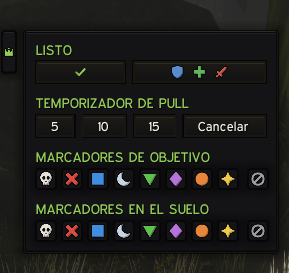 LISTO
TEMPORIZADOR DE PULL
5 10 15 Cancelar
MARCADORES DE OBJETIVO
MARCADORES EN EL SUELO